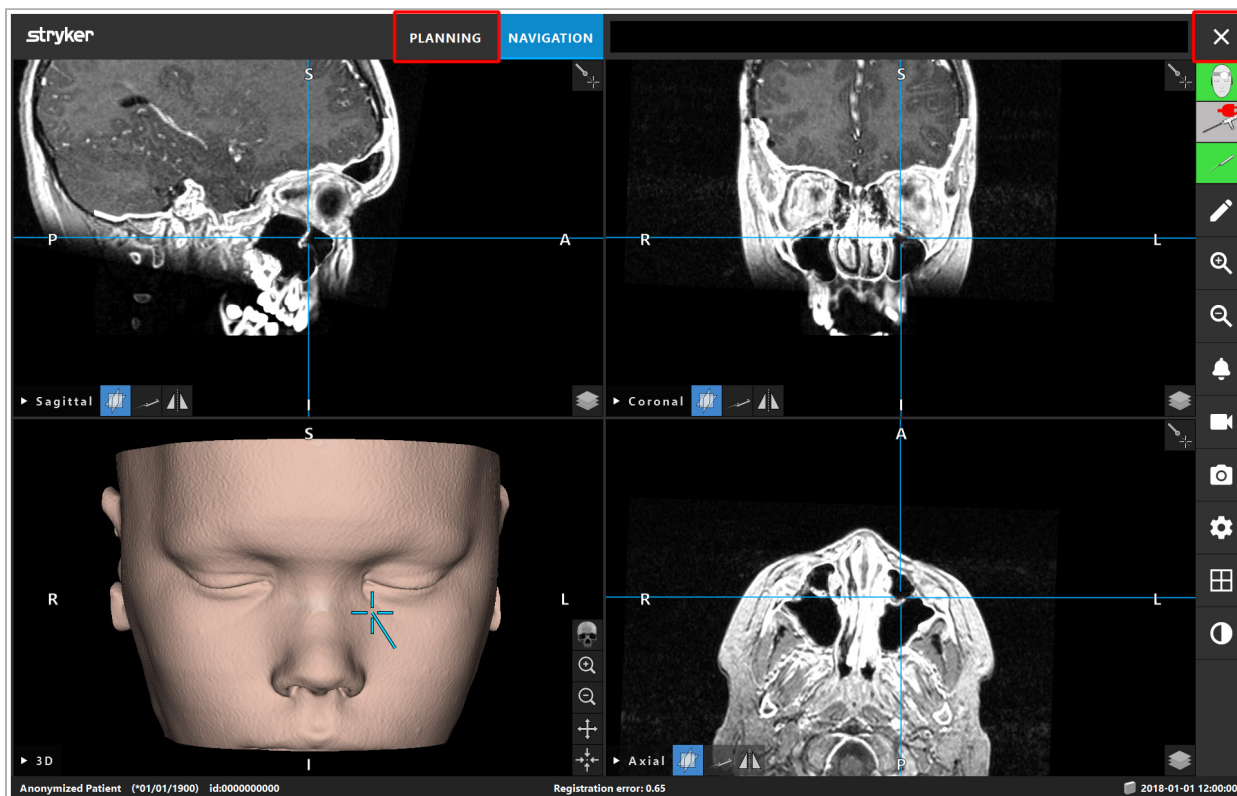 stryker
PLANNING
NAVIGATION
S
P
A
I
Sagittal
S
R
L
I
Coronal
S
R
L
I
3D
A
R
L
P
Axial
Anonymized Patient (*01/01/1900) id:0000000000
Registration error: 0.65
2018-01-01 12:00:00